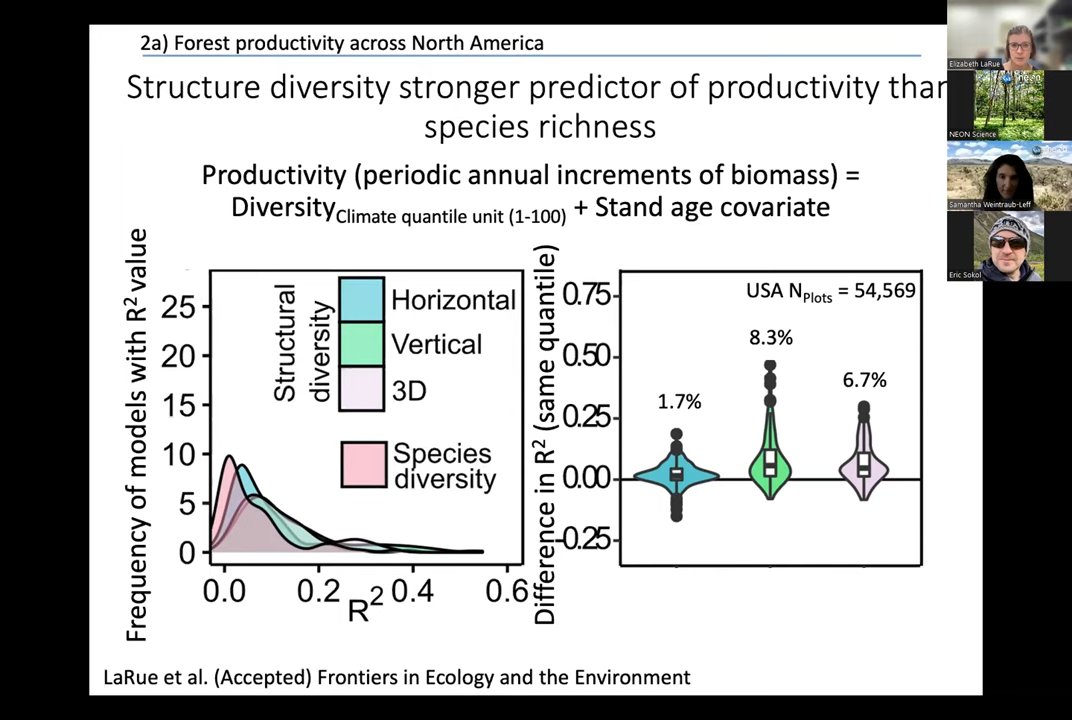 2a) Forest productivity across North America
Structure diversity stronger predictor of productivity than
species richness
Productivity (periodic annual increments of biomass) =
Diversity Climate quantile unit (1-100) + Stand age covariate
Frequency of models with R² value
25
20
15
10
5
0
0.0 0.2 0.4 0.6
R²
Structural
diversity
Horizontal
Vertical
3D
Species
diversity
Difference in R² (same quantile)
0.75
0.50
0.25
0.00
-0.25
USA NPlots = 54,569
1.7%
8.3%
6.7%
LaRue et al. (Accepted) Frontiers in Ecology and the Environment
Elizabeth LaRue
NEON Science
Samantha Weintraub-Leff
Eric Sokol